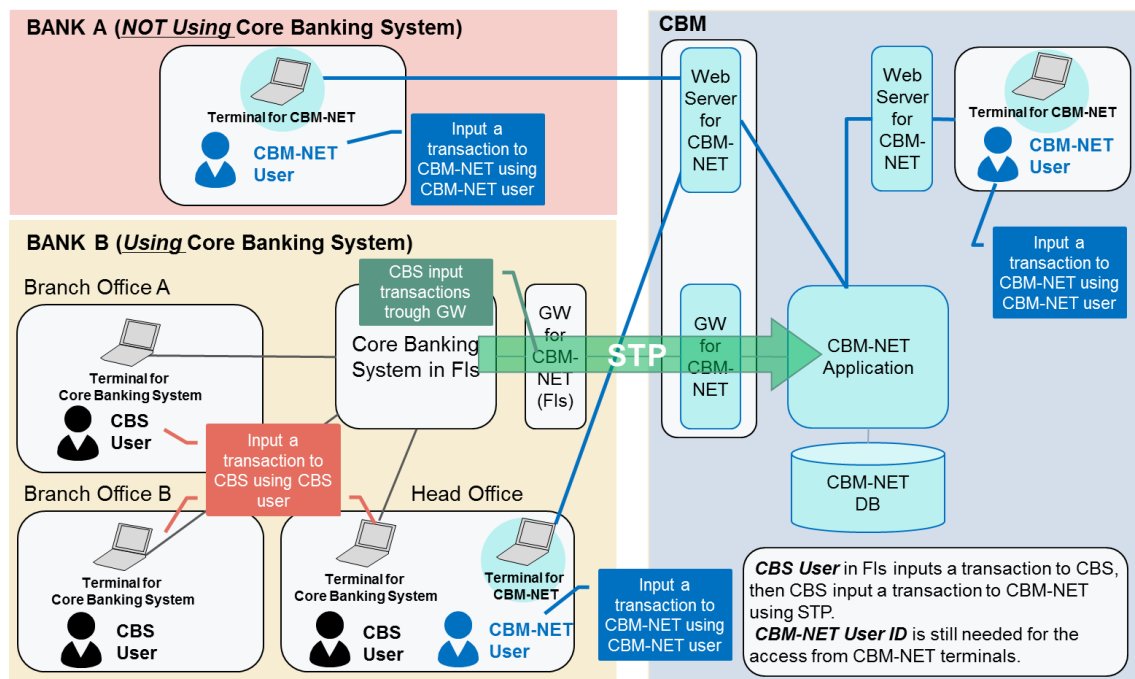 BANK A (NOT Using Core Banking System)
Terminal for CBM-NET
CBM-NET
User
Input a
transaction to
CBM-NET using
CBM-NET user
BANK B (Using Core Banking System)
Branch Office A
Terminal for
Core Banking System
CBS
User
CBS input
transactions
trough GW
Core Banking
System in FIs
GW
for
CBM-
NET
(FIs)
STP
Input a
transaction to
CBS using CBS
user
Branch Office B
Terminal for
Core Banking System
CBS
User
Head Office
Terminal for
Core Banking System
CBS
User
Terminal for
CBM-NET
CBM-NET
User
Input a
transaction to
CBM-NET using
CBM-NET user
CBM
Web
Server
for
CBM-
NET
GW
for
CBM-
NET
Web
Server
for
CBM-
NET
Terminal for CBM-NET
CBM-NET
User
Input a
transaction to
CBM-NET using
CBM-NET user
CBM-NET
Application
CBM-NET
DB
CBS User in FIs inputs a transaction to CBS,
then CBS input a transaction to CBM-NET
using STP.
CBM-NET User ID is still needed for the
access from CBM-NET terminals.